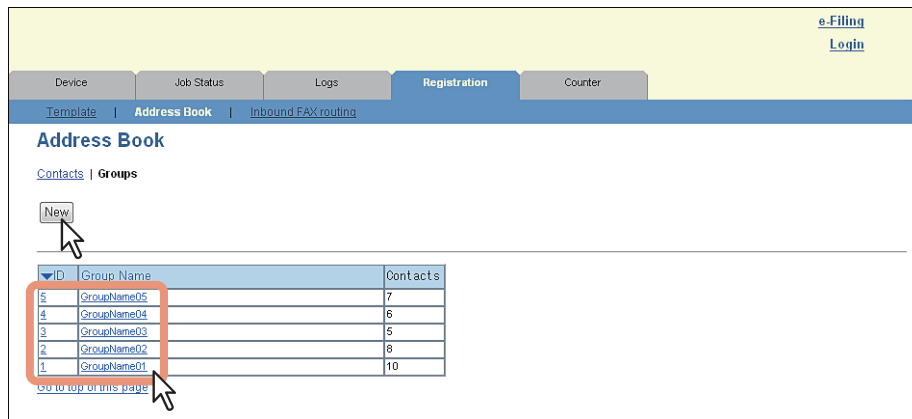 e-Filing
Login
Device Job Status Logs Registration Counter
Template | Address Book | Inbound FAX routing
Address Book
Contacts | Groups
New
ID Group Name Contacts
5 GroupName05 7
4 GroupName04 6
3 GroupName03 5
2 GroupName02 8
1 GroupName01 10
Go to top of this page